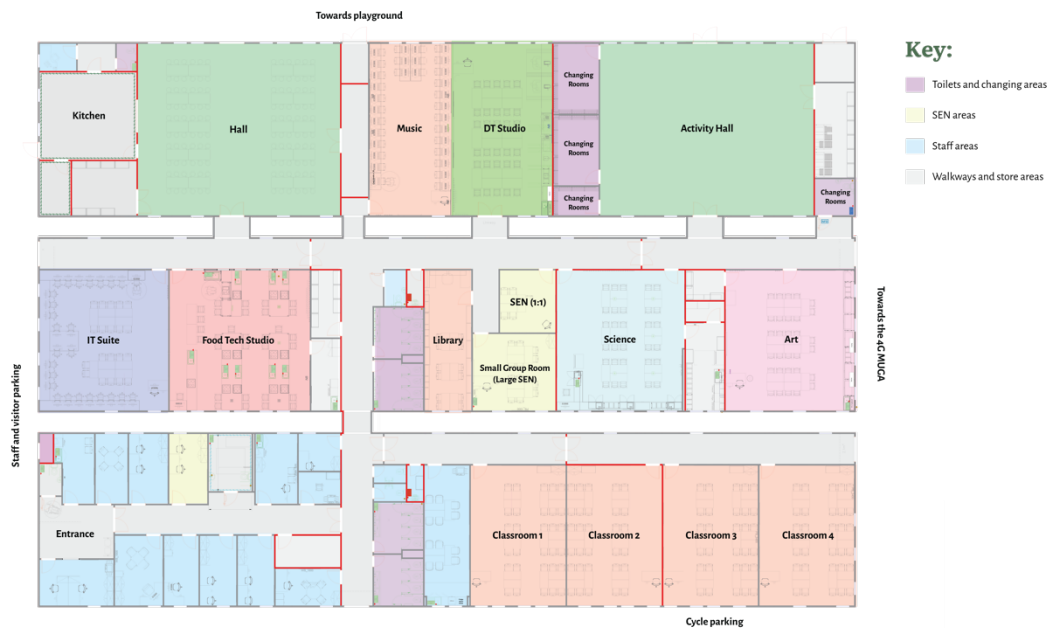 Towards playground
Key:
Toilets and changing areas
SEN areas
Staff areas
Walkways and store areas
Kitchen
Hall
Music
DT Studio
Changing
Rooms
Changing
Rooms
Changing
Rooms
Activity Hall
Changing
Rooms
IT Suite
Food Tech Studio
Library
SEN (1:1)
Small Group Room
(Large SEN)
Science
Art
Towards the 4G MUGA
Staff and visitor parking
Entrance
Classroom 1
Classroom 2
Classroom 3
Classroom 4
Cycle parking